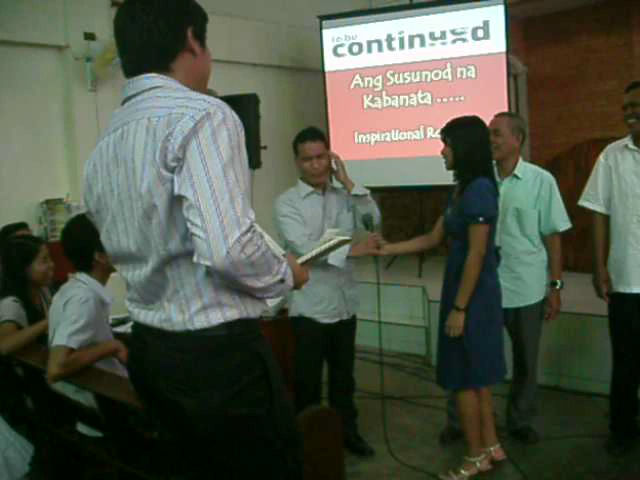 to be
continued
Ang Susunod na
Kabanata .....
Inspirational